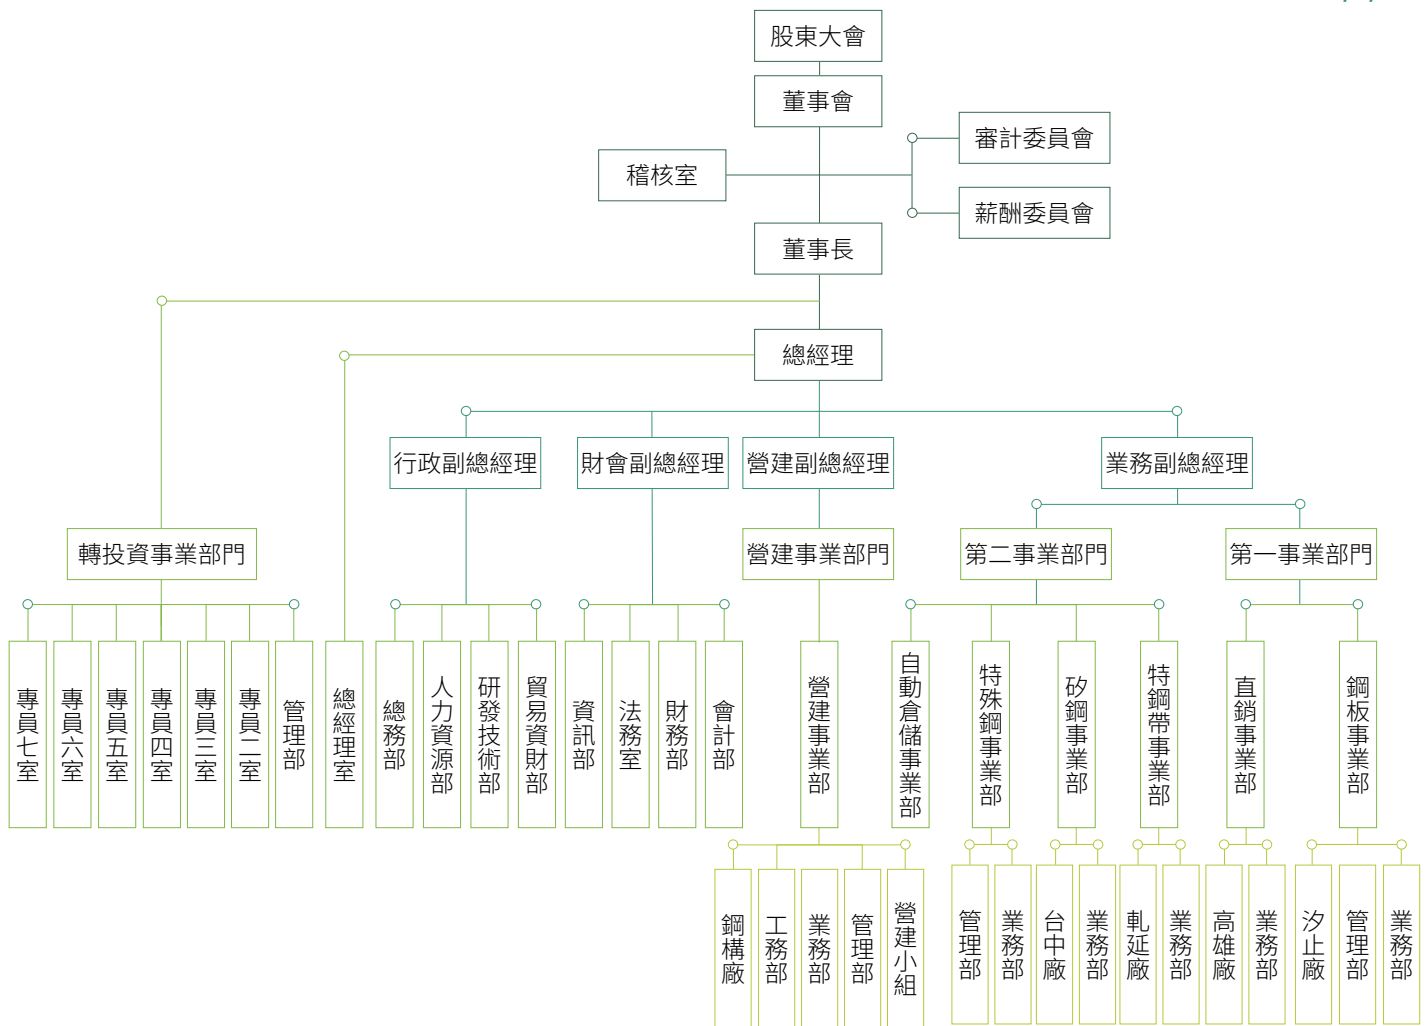 股東大會
董事會
審計委員會
稽核室
薪酬委員會
董事長
總經理
行政副總經理
財會副總經理
營建副總經理
業務副總經理
轉投資事業部門
營建事業部門
第二事業部門
第一事業部門
專員七室
專員六室
專員五室
專員四室
專員三室
專員二室
管理部
總經理室
總務部
人力資源部
研發技術部
貿易資財部
資訊部
法務室
財務部
會計部
營建事業部
自動倉儲事業部
特殊鋼事業部
矽鋼事業部
特鋼帶事業部
直銷事業部
鋼板事業部
鋼構廠
工務部
業務部
管理部
營建小組
管理部
業務部
台中廠
業務部
軋延廠
業務部
高雄廠
業務部
汐止廠
管理部
業務部